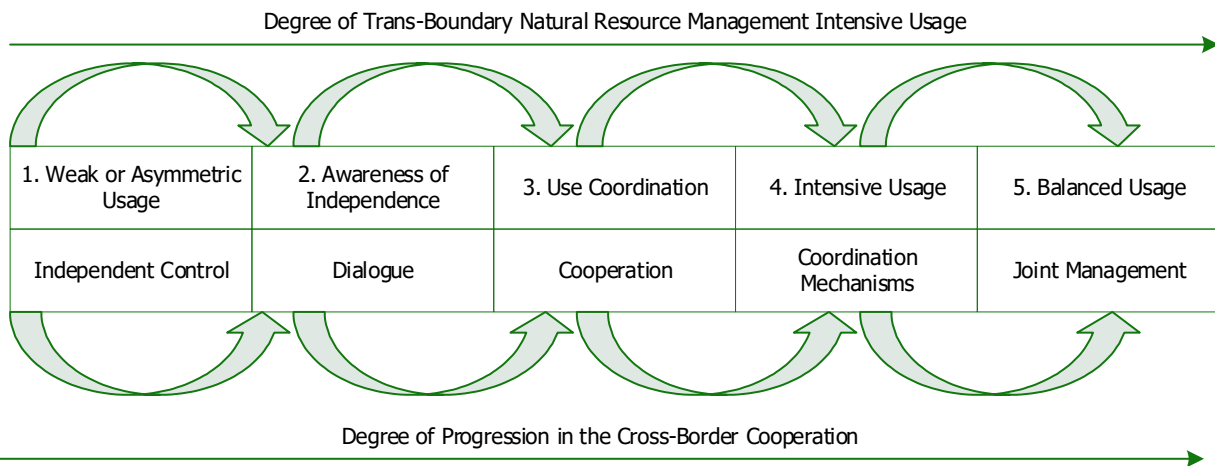 Degree of Trans-Boundary Natural Resource Management Intensive Usage
1. Weak or Asymmetric
Usage
2. Awareness of
Independence
3. Use Coordination
4. Intensive Usage
5. Balanced Usage
Independent Control
Dialogue
Cooperation
Coordination
Mechanisms
Joint Management
Degree of Progression in the Cross-Border Cooperation